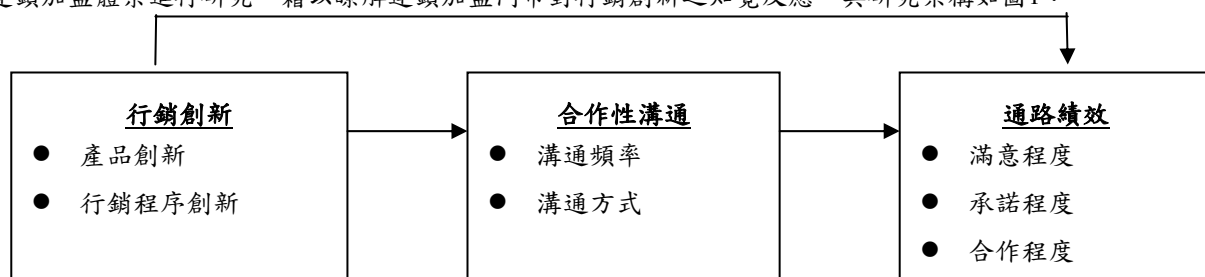 連鎖加盟體系進行研究，藉以瞭解連鎖加盟門市對行銷創新之知覺反應，其研究架構如圖1：
行銷創新
● 產品創新
● 行銷程序創新
合作性溝通
● 溝通頻率
● 溝通方式
通路績效
● 滿意程度
● 承諾程度
● 合作程度